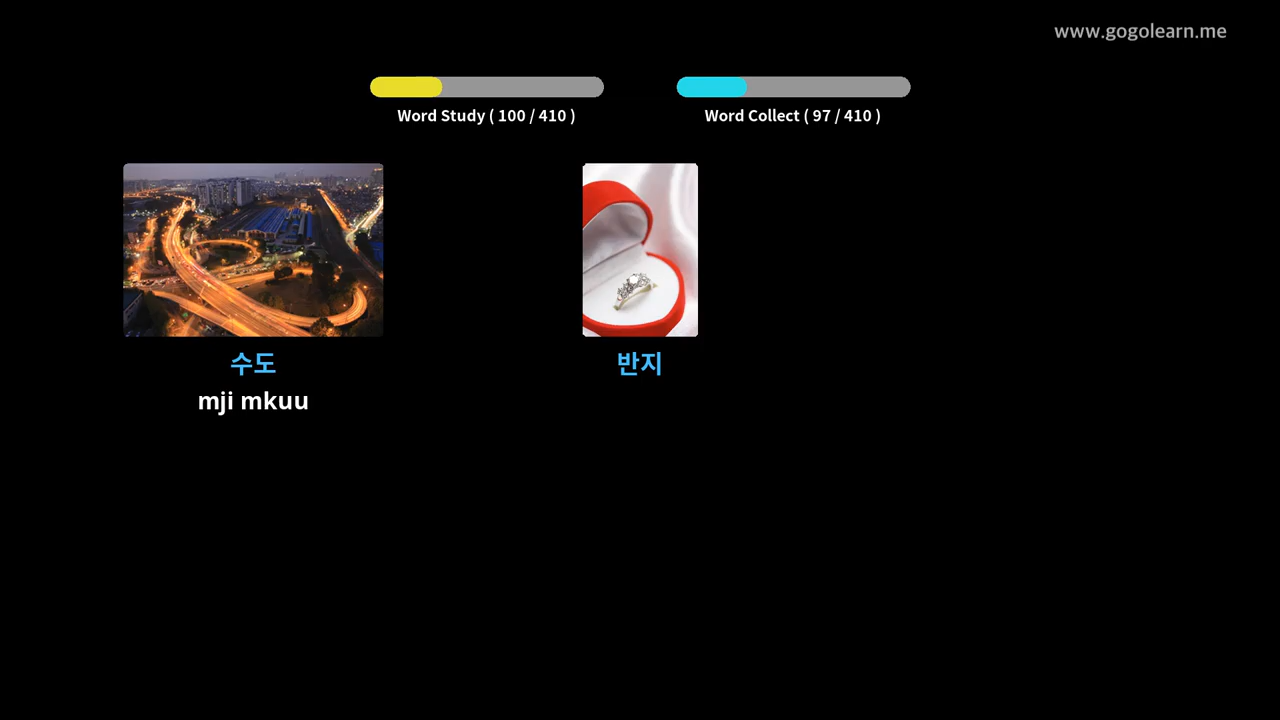 www.gogolearn.me
Word Study ( 100 / 410 )
Word Collect ( 97 / 410 )
수도
반지
mji mkuu